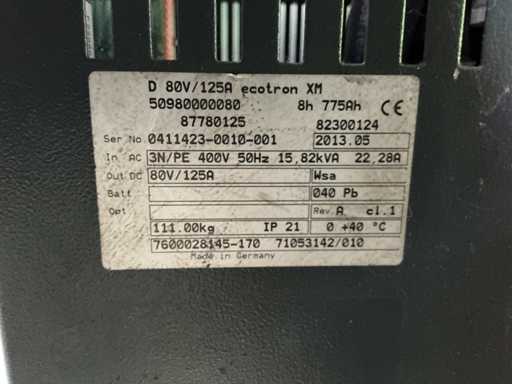 D 80V/125A ecotron XM
50980000080 8h 775Ah CE
87780125 82300124
Ser No 0411423-0010-001 2013.05
In AC 3N/PE 400V 50Hz 15,82kVA 22,28A
Out DC 80V/125A Wsa
Batt 040 Pb
Opt Rev. A cl.1
111.00kg IP 21 0 +40 °C
7600028145-170 71053142/010
Made in Germany